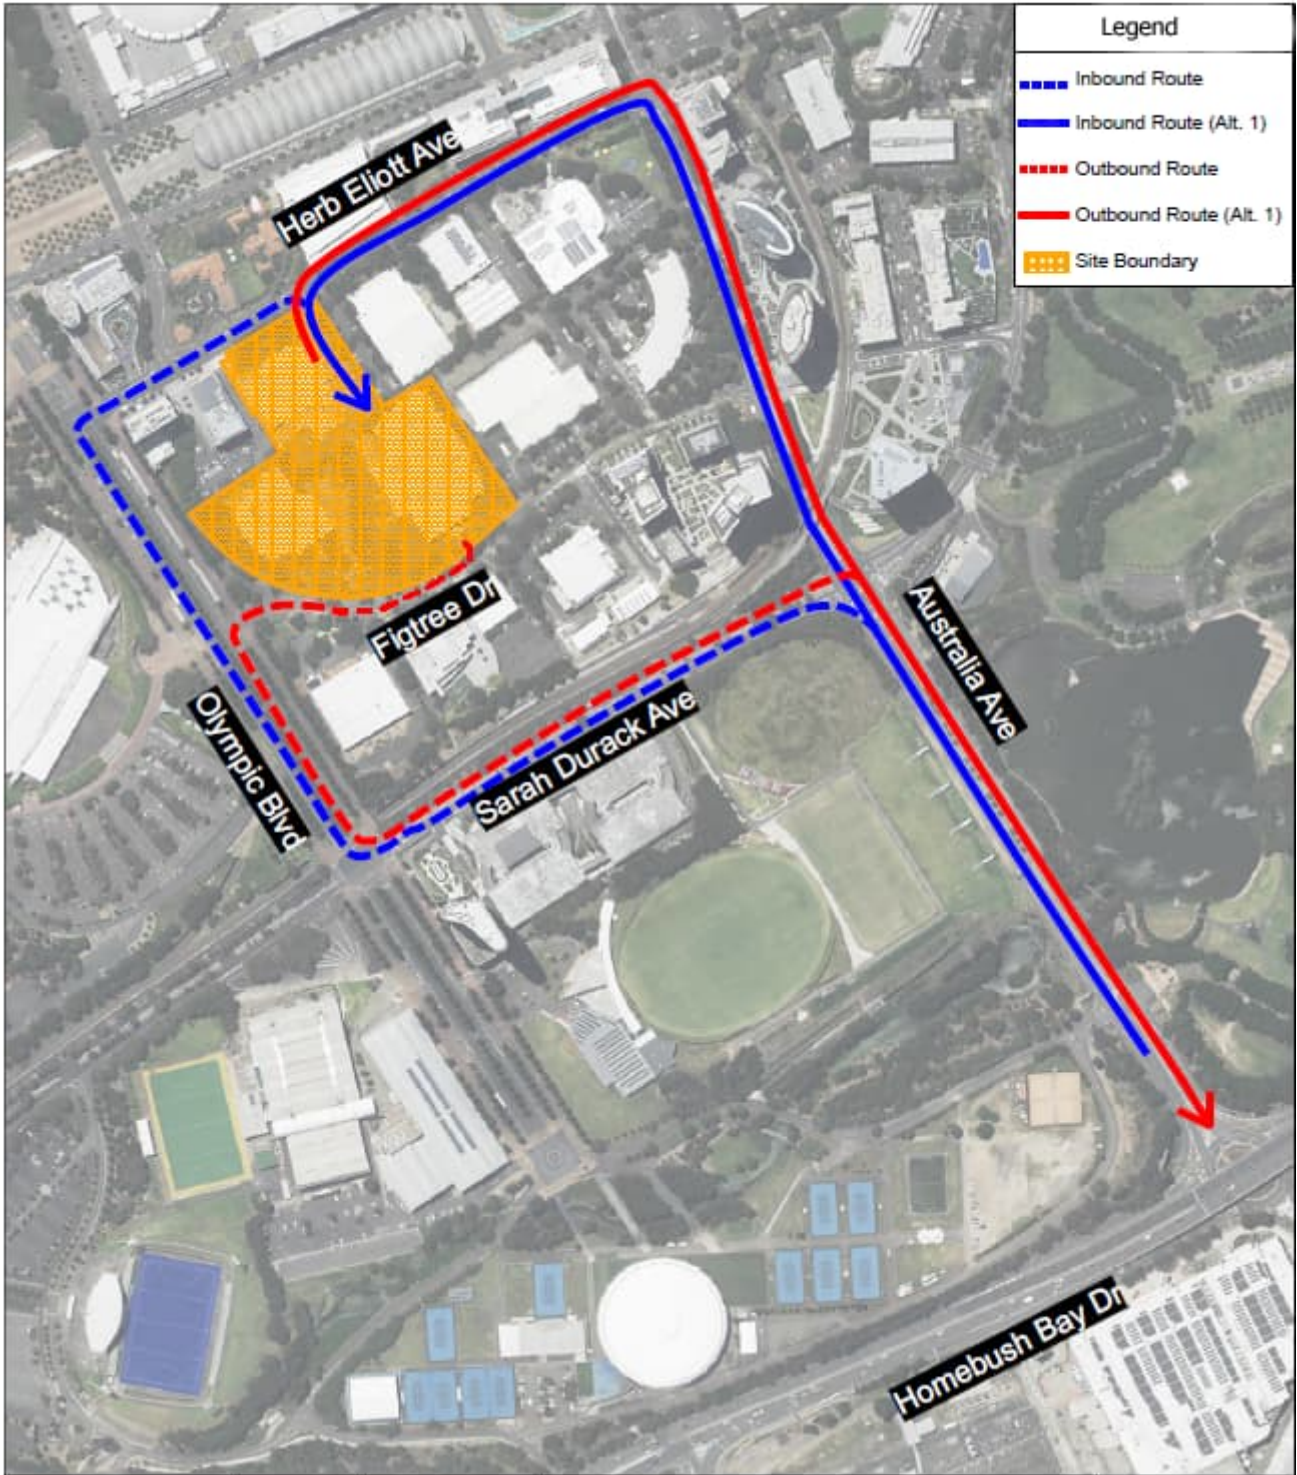 Legend
Inbound Route
Inbound Route (Alt. 1)
Outbound Route
Outbound Route (Alt. 1)
Site Boundary
Herb Eliott Ave
Figtree Dr
Australia Ave
Olympic Blvd
Sarah Durack Ave
Homebush Bay Dr